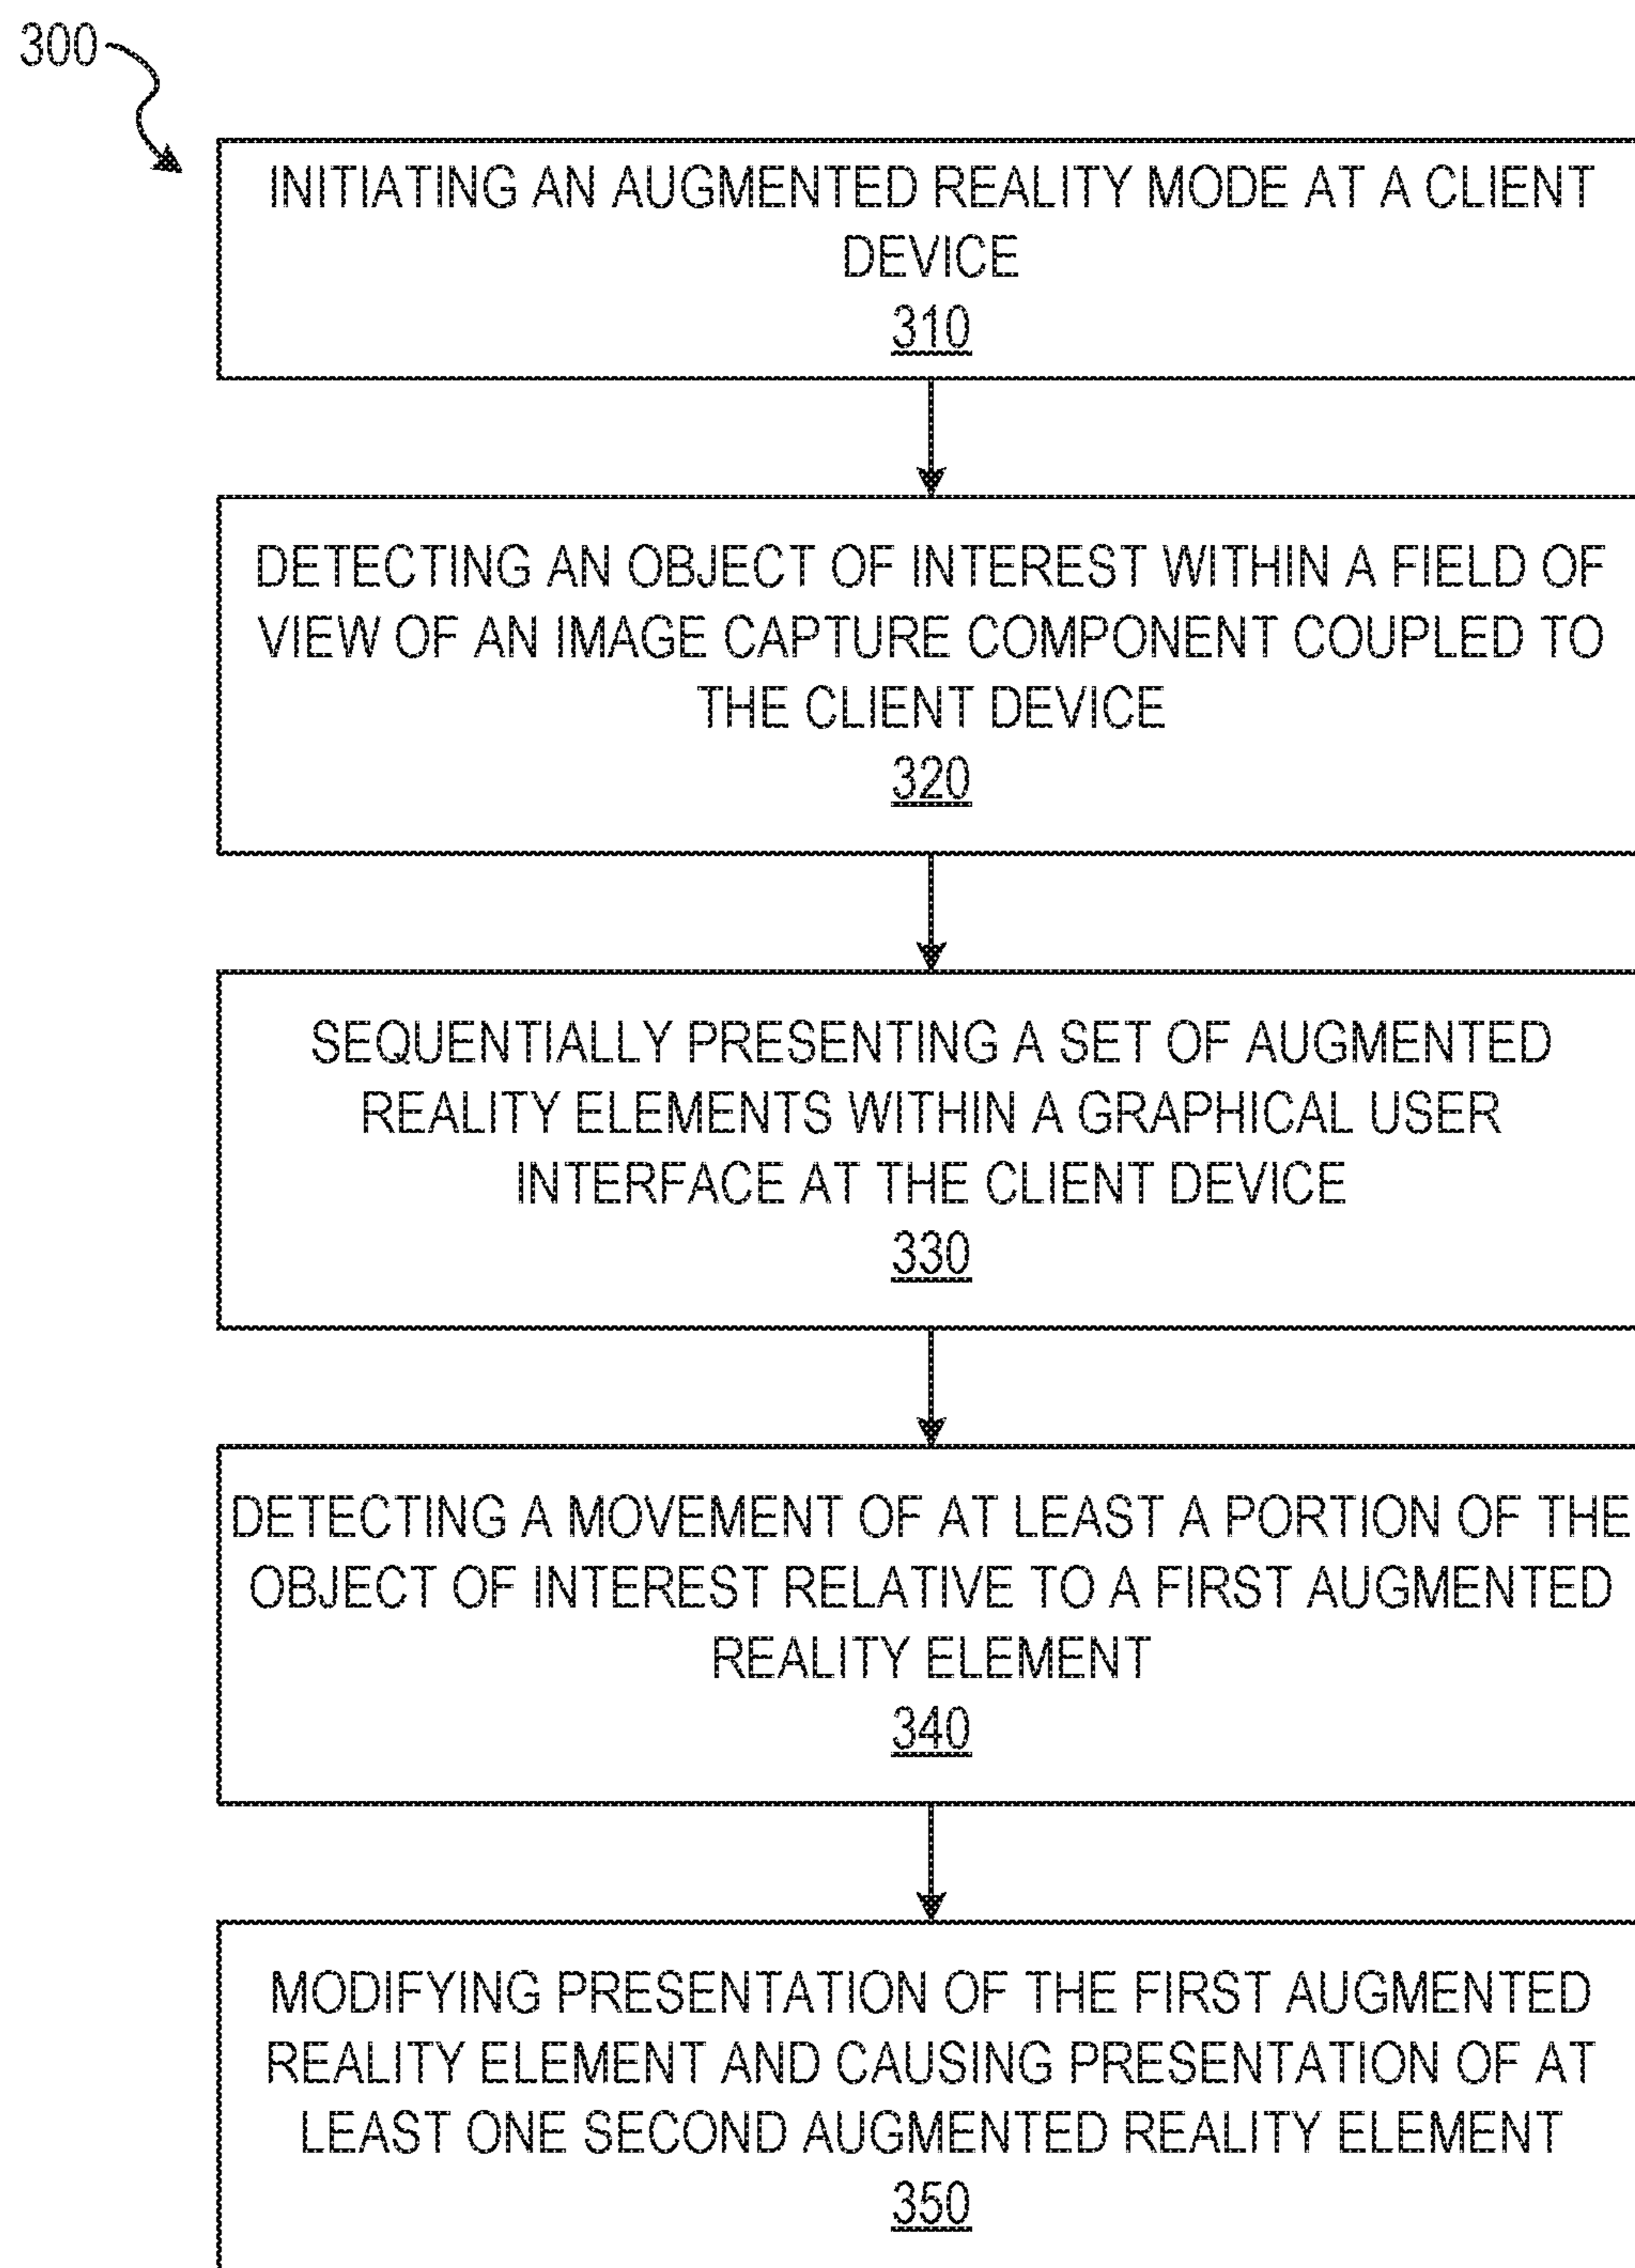 300
INITIATING AN AUGMENTED REALITY MODE AT A CLIENT
DEVICE
310
DETECTING AN OBJECT OF INTEREST WITHIN A FIELD OF
VIEW OF AN IMAGE CAPTURE COMPONENT COUPLED TO
THE CLIENT DEVICE
320
SEQUENTIALLY PRESENTING A SET OF AUGMENTED
REALITY ELEMENTS WITHIN A GRAPHICAL USER
INTERFACE AT THE CLIENT DEVICE
330
DETECTING A MOVEMENT OF AT LEAST A PORTION OF THE
OBJECT OF INTEREST RELATIVE TO A FIRST AUGMENTED
REALITY ELEMENT
340
MODIFYING PRESENTATION OF THE FIRST AUGMENTED
REALITY ELEMENT AND CAUSING PRESENTATION OF AT
LEAST ONE SECOND AUGMENTED REALITY ELEMENT
350